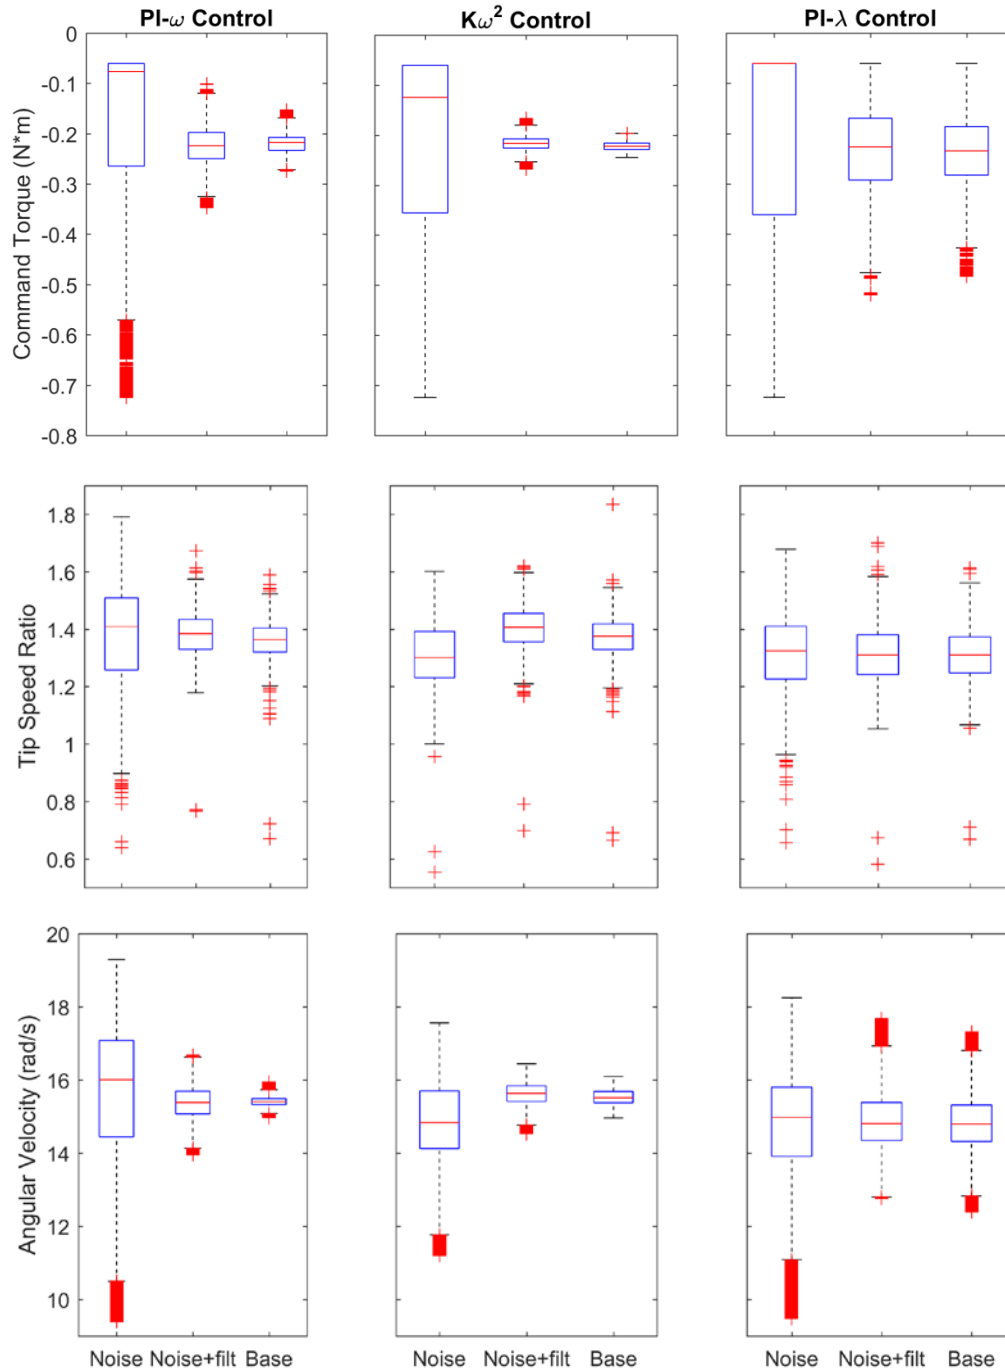 PI-ω Control
Kω² Control
PI-λ Control
Command Torque (N*m)
0
-0.1
-0.2
-0.3
-0.4
-0.5
-0.6
-0.7
-0.8
Tip Speed Ratio
1.8
1.6
1.4
1.2
1
0.8
0.6
Angular Velocity (rad/s)
20
18
16
14
12
10
Noise Noise+filt Base
Noise Noise+filt Base
Noise Noise+filt Base